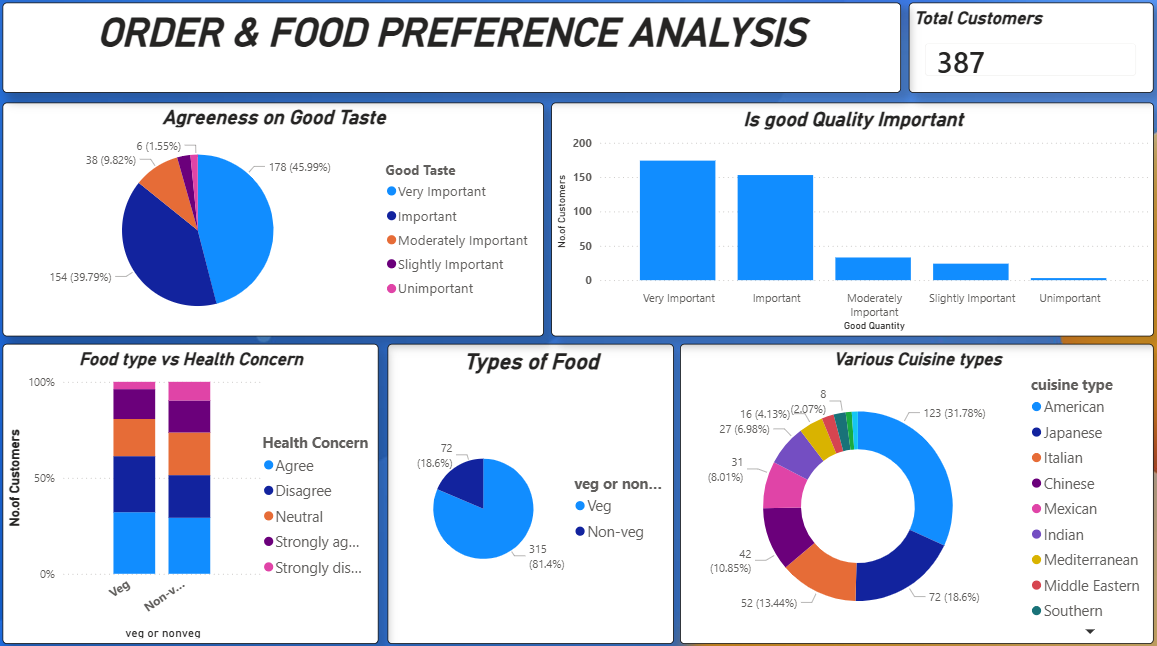 ORDER & FOOD PREFERENCE ANALYSIS
Total Customers
387
Agreeness on Good Taste
6 (1.55%)
38 (9.82%)
178 (45.99%)
154 (39.79%)
Good Taste
Very Important
Important
Moderately Important
Slightly Important
Unimportant
Is good Quality Important
No.of Customers
200
150
100
50
0
Very Important
Important
Moderately
Important
Slightly Important
Unimportant
Good Quantity
Food type vs Health Concern
No.of Customers
100%
50%
0%
Veg
Non-v...
veg or nonveg
Health Concern
Agree
Disagree
Neutral
Strongly ag...
Strongly dis...
Types of Food
72
(18.6%)
315
(81.4%)
veg or non...
Veg
Non-veg
Various Cuisine types
8
(2.07%)
16 (4.13%)
27 (6.98%)
31
(8.01%)
42
(10.85%)
52 (13.44%)
72 (18.6%)
123 (31.78%)
cuisine type
American
Japanese
Italian
Chinese
Mexican
Indian
Mediterranean
Middle Eastern
Southern